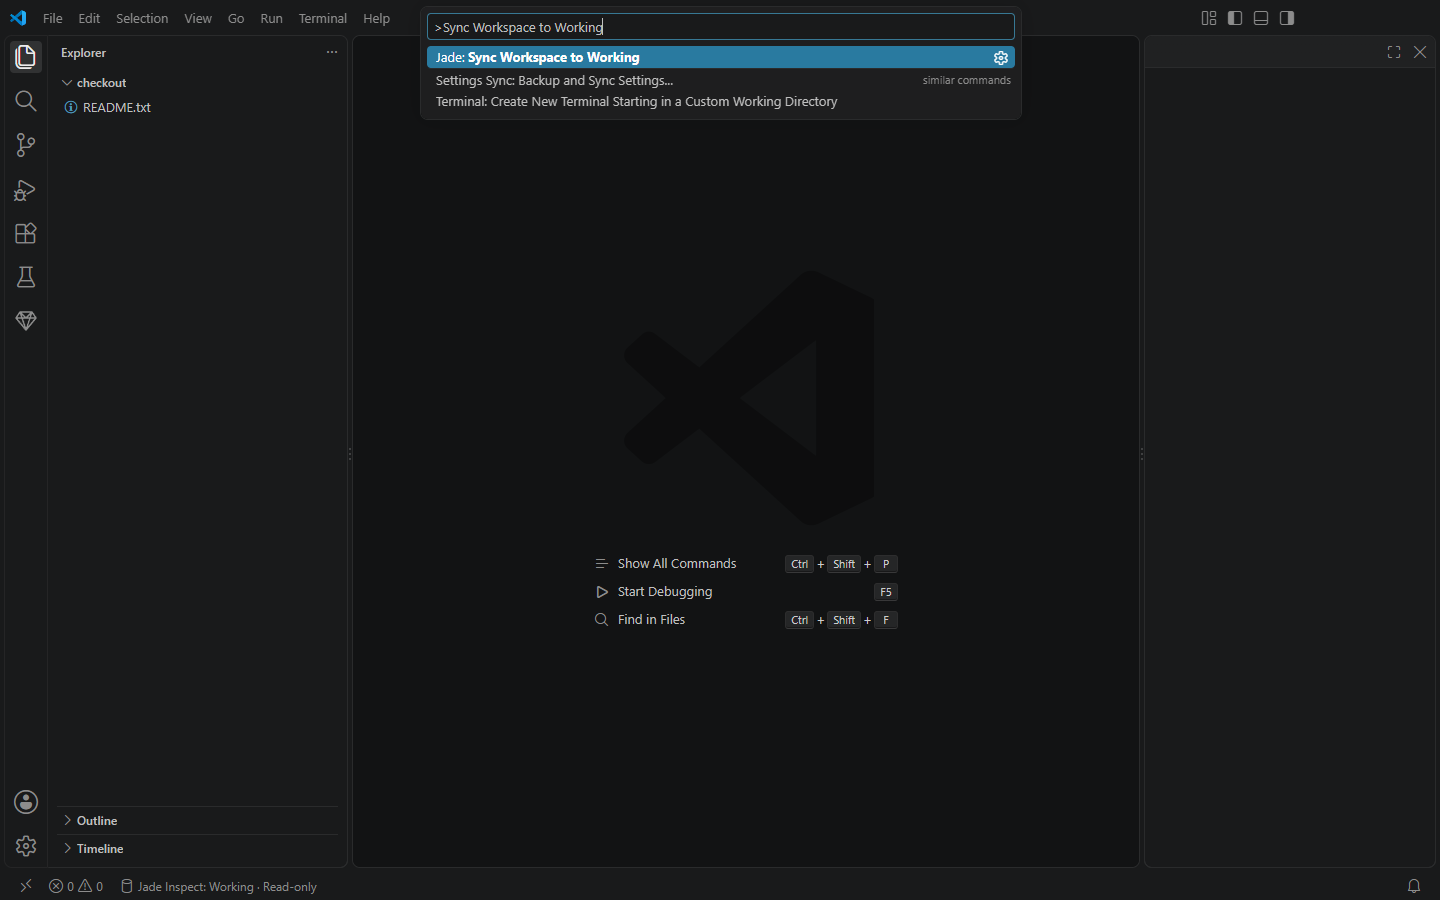 File Edit Selection View Go Run Terminal Help
>Sync Workspace to Working
Jade: Sync Workspace to Working
Settings Sync: Backup and Sync Settings... similar commands
Terminal: Create New Terminal Starting in a Custom Working Directory
Explorer
checkout
README.txt
Show All Commands Ctrl + Shift + P
Start Debugging F5
Find in Files Ctrl + Shift + F
Outline
Timeline
0 0 Jade Inspect: Working · Read-only